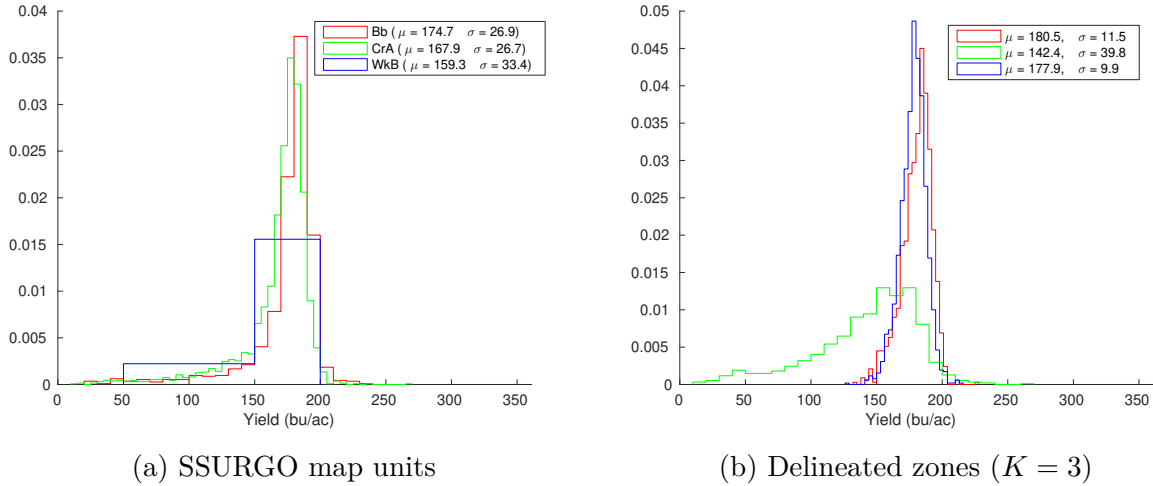 0.04
0.035
0.03
0.025
0.02
0.015
0.01
0.005
0
0 50 100 150 200 250 300 350
Yield (bu/ac)
Bb ( μ = 174.7 σ = 26.9)
CrA ( μ = 167.9 σ = 26.7)
WkB ( μ = 159.3 σ = 33.4)
(a) SSURGO map units
0.05
0.045
0.04
0.035
0.03
0.025
0.02
0.015
0.01
0.005
0
0 50 100 150 200 250 300 350
Yield (bu/ac)
μ = 180.5, σ = 11.5
μ = 142.4, σ = 39.8
μ = 177.9, σ = 9.9
(b) Delineated zones (K = 3)